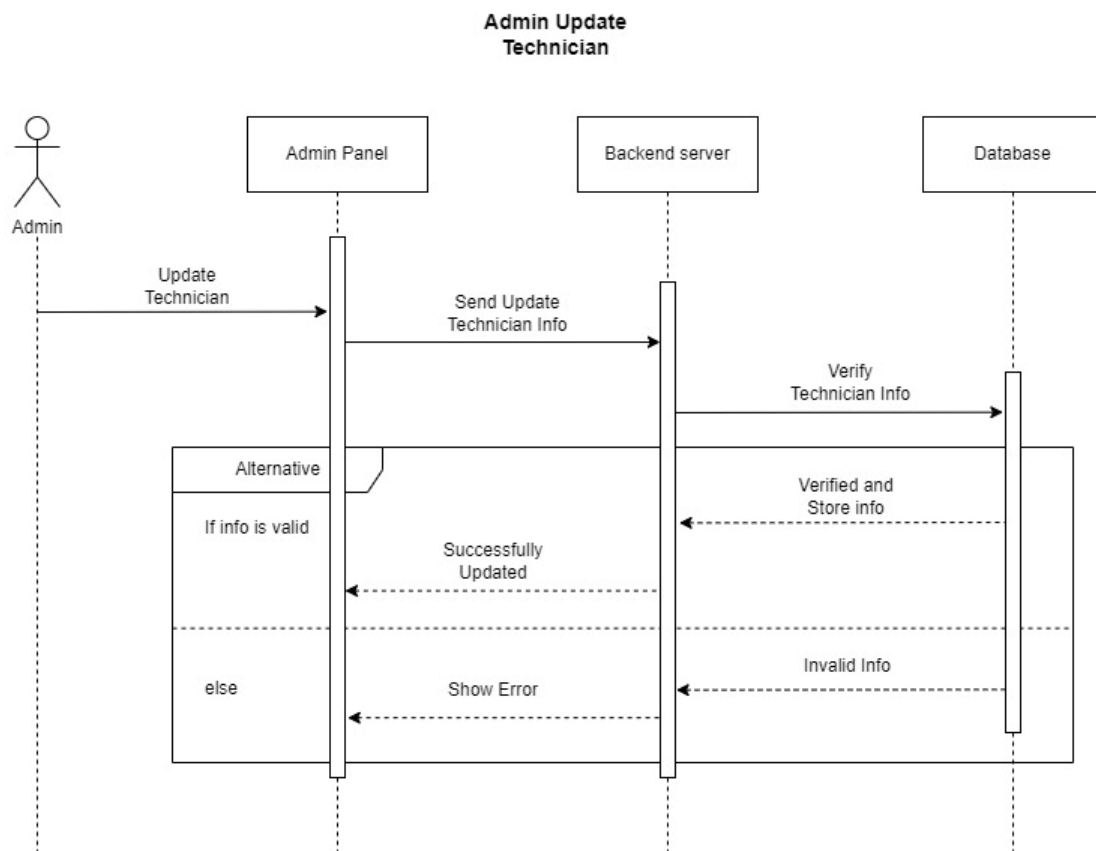 Admin Update
Technician
Admin Panel
Backend server
Database
Admin
Update
Technician
Send Update
Technician Info
Verify
Technician Info
Alternative
Verified and
Store info
If info is valid
Successfully
Updated
Invalid Info
else
Show Error